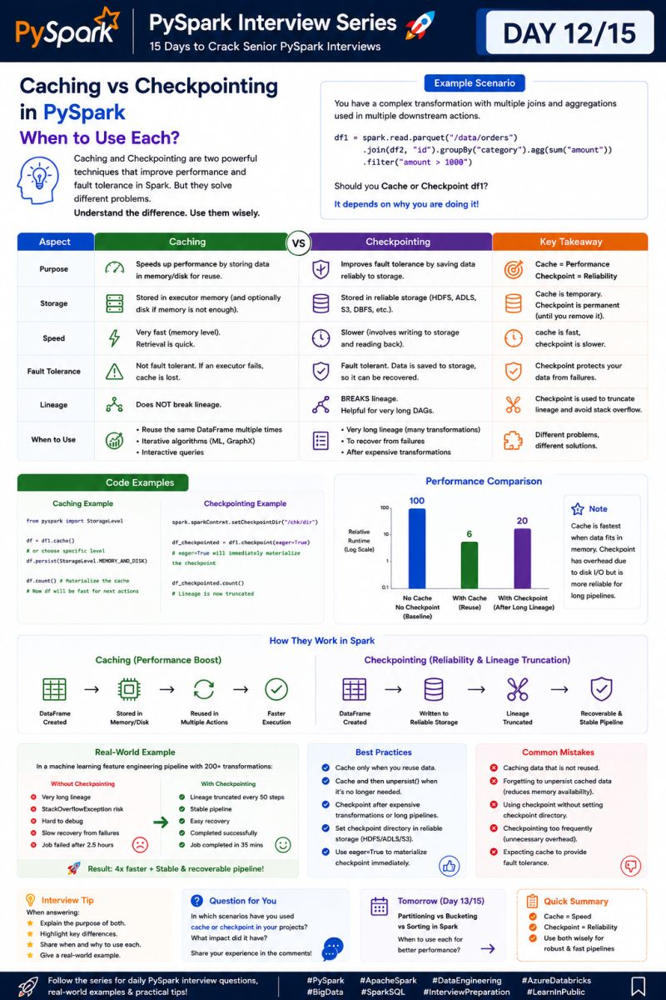 PySpark
PySpark Interview Series
15 Days to Crack Senior PySpark Interviews
DAY 12/15
Caching vs Checkpointing
in PySpark
When to Use Each?
Caching and Checkpointing are two powerful
techniques that improve performance and
fault tolerance in Spark. But they solve
different problems.
Understand the difference. Use them wisely.
Example Scenario
You have a complex transformation with multiple joins and aggregations
used in multiple downstream actions.
df1 = spark.read.parquet("/data/orders")
.join(df2, "id").groupBy("category").agg(sum("amount"))
.filter("amount > 1000")
Should you Cache or Checkpoint df1?
It depends on why you are doing it!
Aspect
Caching
VS
Checkpointing
Key Takeaway
Purpose
Speeds up performance by storing data
in memory/disk for reuse.
Improves fault tolerance by saving data
reliably to storage.
Cache = Performance
Checkpoint = Reliability
Storage
Stored in executor memory (and optionally
disk if memory is not enough).
Stored in reliable storage (HDFS, ADLS,
S3, DBFS, etc.).
Cache is temporary.
Checkpoint is permanent
(until you remove it).
Speed
Very fast (memory level).
Retrieval is quick.
Slower (involves writing to storage
and reading back).
cache is fast,
checkpoint is slower.
Fault Tolerance
Not fault tolerant. If an executor fails,
cache is lost.
Fault tolerant. Data is saved to storage,
so it can be recovered.
Checkpoint protects your
data from failures.
Lineage
Does NOT break lineage.
BREAKS lineage.
Helpful for very long DAGs.
Checkpoint is used to truncate
lineage and avoid stack overflow.
When to Use
• Reuse the same DataFrame multiple times
• Iterative algorithms (ML, GraphX)
• Interactive queries
• Very long lineage (many transformations)
• To recover from failures
• After expensive transformations
Different problems,
different solutions.
Code Examples
Caching Example
from pyspark import StorageLevel
df = df1.cache()
# or choose specific level
df.persist(StorageLevel.MEMORY_AND_DISK)
df.count() # Materialize the cache
# Now df will be fast for next actions
Checkpointing Example
spark.sparkContrmt.setCheckpointDir("/chk/dir")
df_checkpointed = df1.checkpoint(eager=True)
# eager=True will immediately materialize
the checkpoint
df_checkpointed.count()
# Lineage is now truncated
Performance Comparison
Relative
Runtime
(Log Scale)
100
10
1
0.1
100
6
20
No Cache
No Checkpoint
(Baseline)
With Cache
(Reuse)
With Checkpoint
(After Long Lineage)
Note
Cache is fastest
when data fits in
memory. Checkpoint
has overhead due
to disk I/O but is
more reliable for
long pipelines.
How They Work in Spark
Caching (Performance Boost)
DataFrame
Created
Stored in
Memory/Disk
Reused in
Multiple Actions
Faster
Execution
Checkpointing (Reliability & Lineage Truncation)
DataFrame
Created
Written to
Reliable Storage
Lineage
Truncated
Recoverable &
Stable Pipeline
Real-World Example
In a machine learning feature engineering pipeline with 200+ transformations:
Without Checkpointing
Very long lineage
StackOverflowException risk
Hard to debug
Slow recovery from failures
Job failed after 2.5 hours
With Checkpointing
Lineage truncated every 50 steps
Stable pipeline
Easy recovery
Completed successfully
Job completed in 35 mins
Result: 4x faster + Stable & recoverable pipeline!
Best Practices
Cache only when you reuse data.
Cache and then unpersist() when
it's no longer needed.
Checkpoint after expensive
transformations or long pipelines.
Set checkpoint directory in reliable
storage (HDFS/ADLS/S3).
Use eager=True to materialize
checkpoint immediately.
Common Mistakes
Caching data that is not reused.
Forgetting to unpersist cached data
(reduces memory availability).
Using checkpoint without setting
checkpoint directory.
Checkpointing too frequently
(unnecessary overhead).
Expecting cache to provide
fault tolerance.
Interview Tip
When answering:
Explain the purpose of both.
Highlight key differences.
Share when and why to use each.
Give a real-world example.
Question for You
In which scenarios have you used
cache or checkpoint in your projects?
What impact did it have?
Share your experience in the comments!
Tomorrow (Day 13/15)
Partitioning vs Bucketing
vs Sorting in Spark
When to use each for
better performance?
Quick Summary
Cache = Speed
Checkpoint = Reliability
Use both wisely for
robust & fast pipelines
Follow the series for daily PySpark interview questions,
real-world examples & practical tips!
#PySpark #ApacheSpark #DataEngineering #AzureDatabricks
#BigData #SparkSQL #InterviewPreparation #LearnInPublic